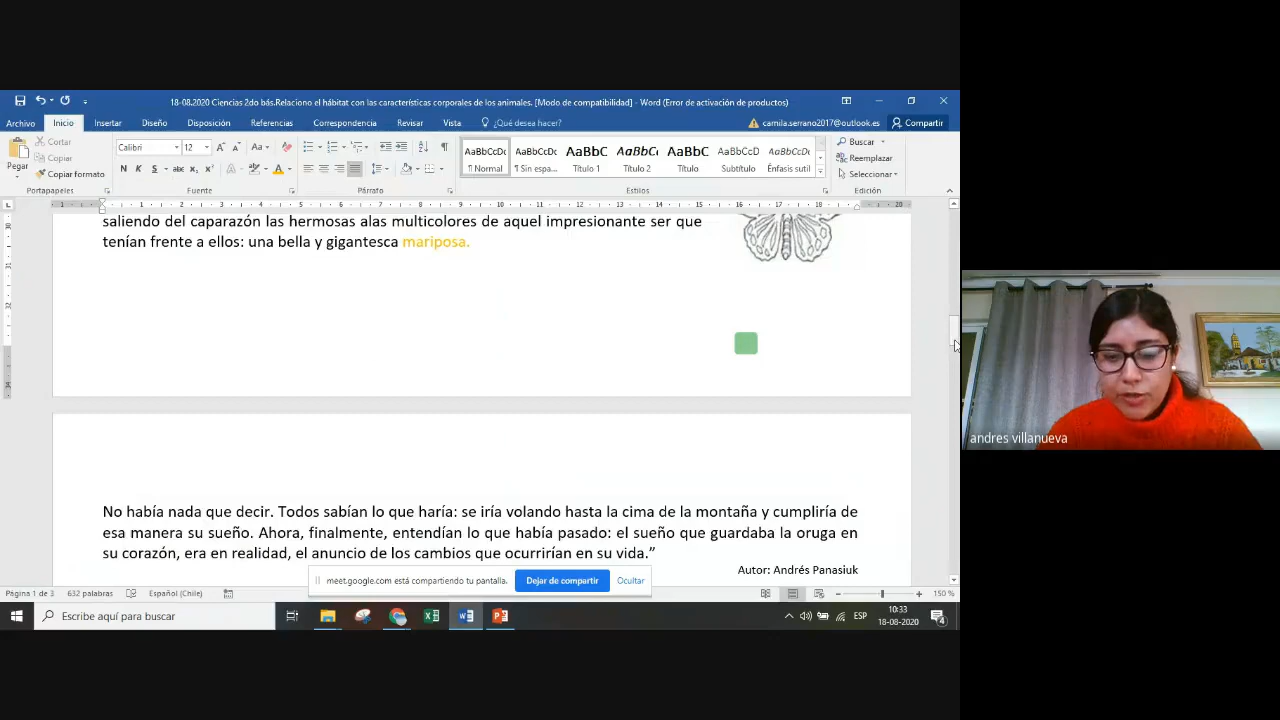 18-08.2020 Ciencias 2do bás.Relaciono el hábitat con las características corporales de los animales. [Modo de compatibilidad] - Word (Error de activación de productos)
Archivo Inicio Insertar Diseño Disposición Referencias Correspondencia Revisar Vista ¿Qué desea hacer? camila.serrano2017@outlook.es Compartir
Pegar
Cortar
Copiar
Copiar formato
Portapapeles
Calibri 12
N K S abc x₂ x²
Fuente
Párrafo
AaBbCcDc AaBbCcDc AaBbC AaBbCc AaBbC AaBbCcD AaBbCcDc
¶ Normal ¶ Sin espa... Título 1 Título 2 Título Subtítulo Énfasis sutil
Estilos
Buscar
Reemplazar
Seleccionar
Edición
saliendo del caparazón las hermosas alas multicolores de aquel impresionante ser que
tenían frente a ellos: una bella y gigantesca mariposa.
No había nada que decir. Todos sabían lo que haría: se iría volando hasta la cima de la montaña y cumpliría de
esa manera su sueño. Ahora, finalmente, entendían lo que había pasado: el sueño que guardaba la oruga en
su corazón, era en realidad, el anuncio de los cambios que ocurrirían en su vida.”
Autor: Andrés Panasiuk
meet.google.com está compartiendo tu pantalla. Dejar de compartir Ocultar
Página 1 de 3 632 palabras Español (Chile) 150 %
Escribe aquí para buscar
ESP
10:33
18-08-2020
4
andres villanueva